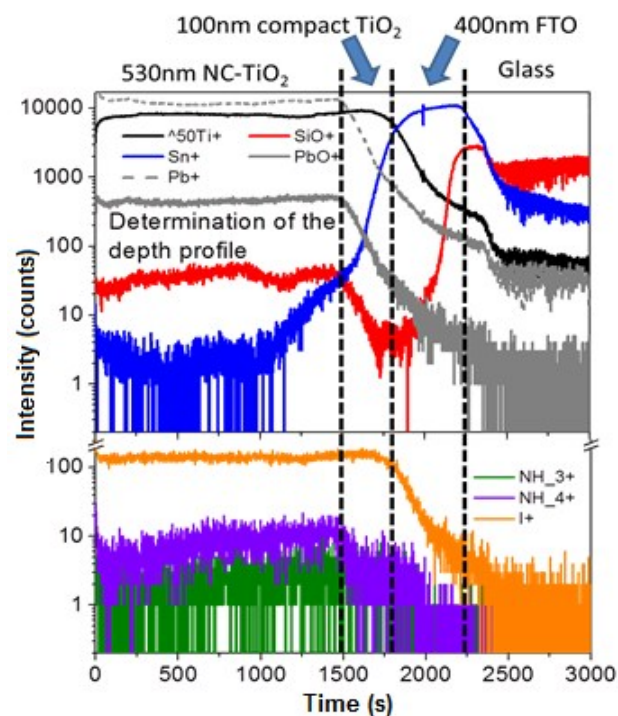 100nm compact TiO₂ 400nm FTO
530nm NC-TiO₂ Glass
10000
^50Ti+ SiO+
Sn+ PbO+
Pb+
1000
Determination of the
depth profile
100
10
1
Intensity (counts)
100
NH_3+
NH_4+
I+
10
1
0 500 1000 1500 2000 2500 3000
Time (s)